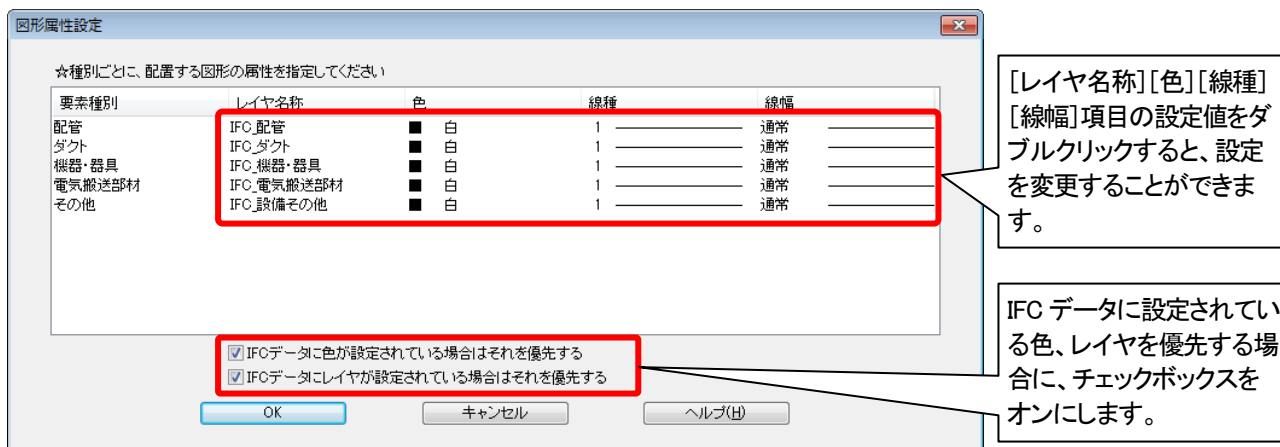 図形属性設定
☆種別ごとに、配置する図形の属性を指定してください
要素種別 レイヤ名称 色 線種 線幅
配管 IFC_配管 ■ 白 1 通常
ダクト IFC_ダクト ■ 白 1 通常
機器・器具 IFC_機器・器具 ■ 白 1 通常
電気搬送部材 IFC_電気搬送部材 ■ 白 1 通常
その他 IFC_設備その他 ■ 白 1 通常
IFCデータに色が設定されている場合はそれを優先する
IFCデータにレイヤが設定されている場合はそれを優先する
OK キャンセル ヘルプ(H)
[レイヤ名称][色][線種]
[線幅]項目の設定値をダ
ブルクリックすると、設定
を変更することができま
す。
IFC データに設定されてい
る色、レイヤを優先する場
合に、チェックボックスを
オンにします。